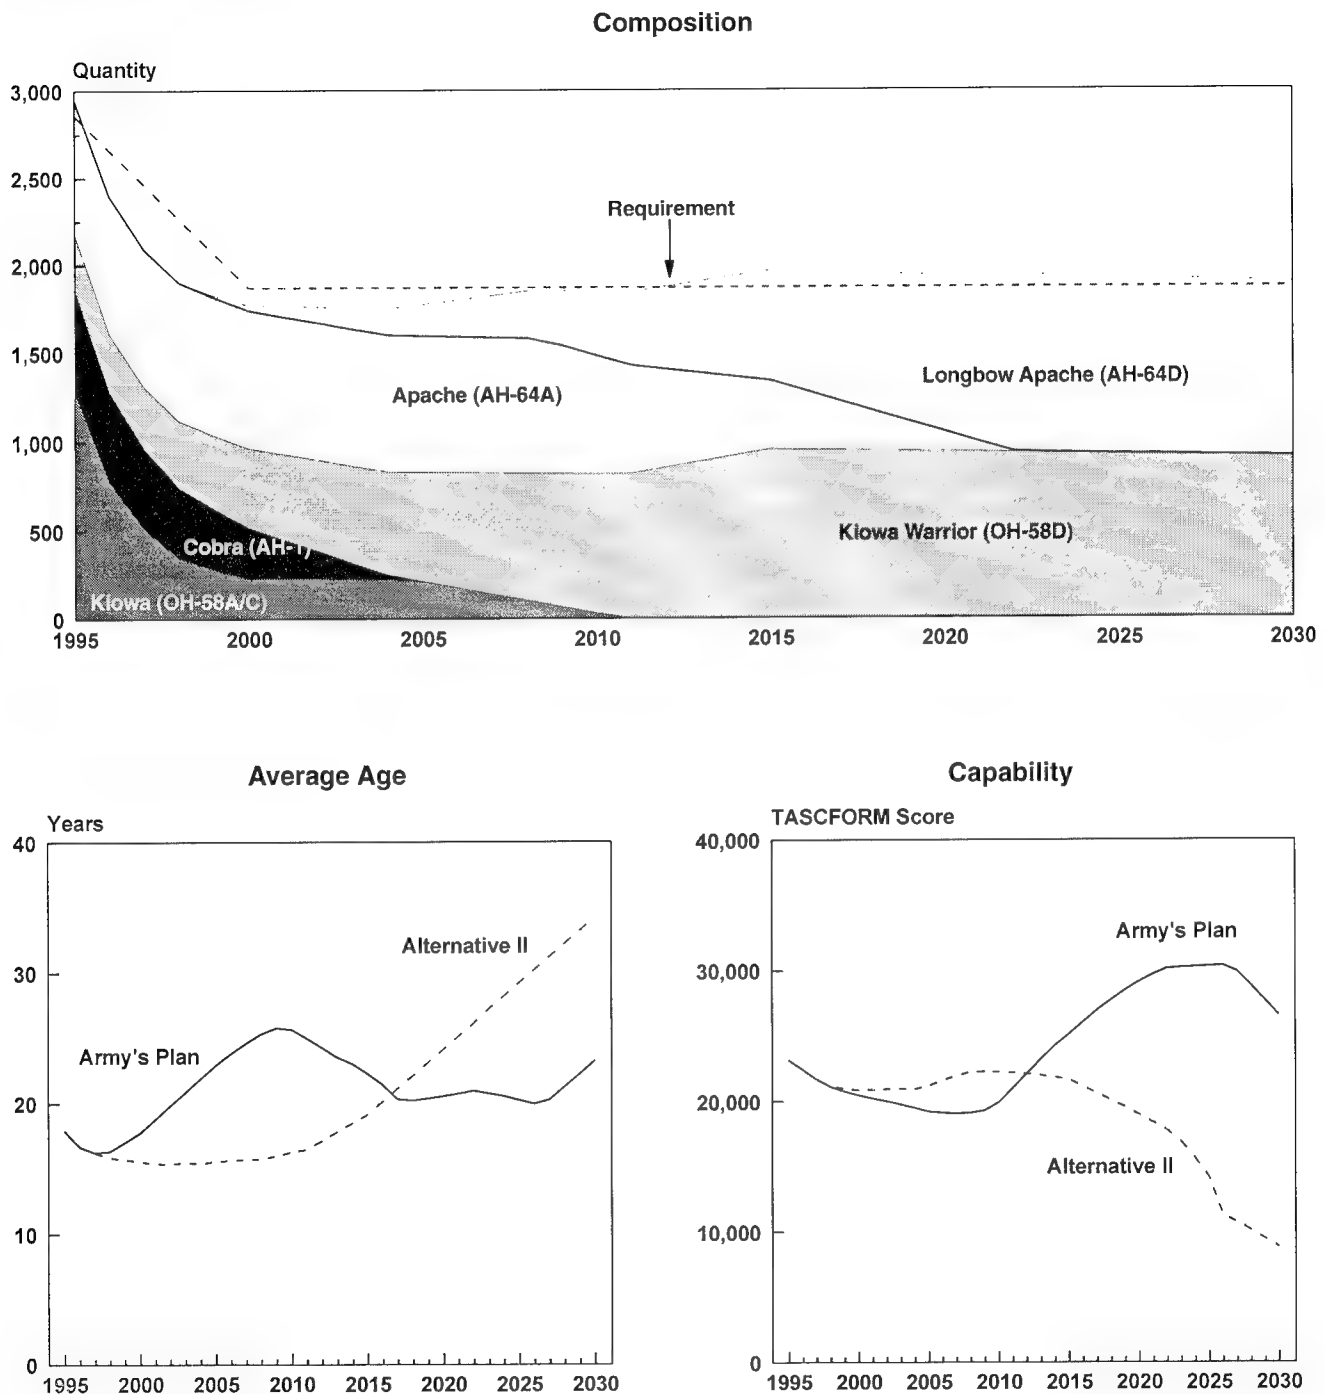 Composition
Quantity
3,000
2,500
2,000
1,500
1,000
500
0
Requirement
Apache (AH-64A)
Longbow Apache (AH-64D)
Kiowa Warrior (OH-58D)
Cobra (AH-1)
Kiowa (OH-58A/C)
1995 2000 2005 2010 2015 2020 2025 2030
Average Age
Years
40
30
20
10
0
Alternative II
Army's Plan
1995 2000 2005 2010 2015 2020 2025 2030
Capability
TASCFORM Score
40,000
30,000
20,000
10,000
0
Army's Plan
Alternative II
1995 2000 2005 2010 2015 2020 2025 2030